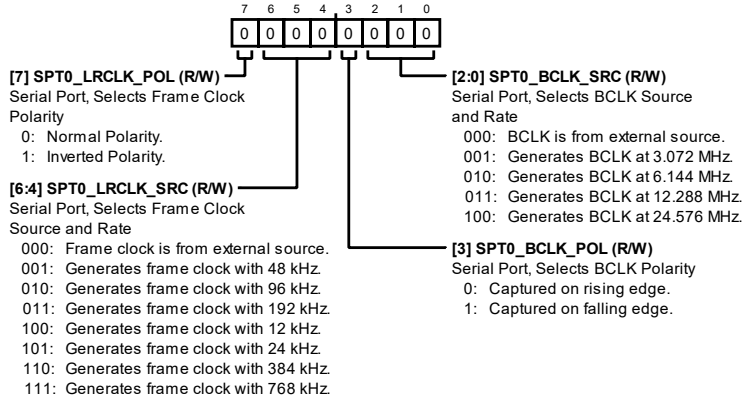 7 6 5 4 3 2 1 0
0 0 0 0 0 0 0 0
[7] SPT0_LRCLK_POL (R/W)
Serial Port, Selects Frame Clock
Polarity
0: Normal Polarity.
1: Inverted Polarity.
[6:4] SPT0_LRCLK_SRC (R/W)
Serial Port, Selects Frame Clock
Source and Rate
000: Frame clock is from external source.
001: Generates frame clock with 48 kHz.
010: Generates frame clock with 96 kHz.
011: Generates frame clock with 192 kHz.
100: Generates frame clock with 12 kHz.
101: Generates frame clock with 24 kHz.
110: Generates frame clock with 384 kHz.
111: Generates frame clock with 768 kHz.
[2:0] SPT0_BCLK_SRC (R/W)
Serial Port, Selects BCLK Source
and Rate
000: BCLK is from external source.
001: Generates BCLK at 3.072 MHz.
010: Generates BCLK at 6.144 MHz.
011: Generates BCLK at 12.288 MHz.
100: Generates BCLK at 24.576 MHz.
[3] SPT0_BCLK_POL (R/W)
Serial Port, Selects BCLK Polarity
0: Captured on rising edge.
1: Captured on falling edge.